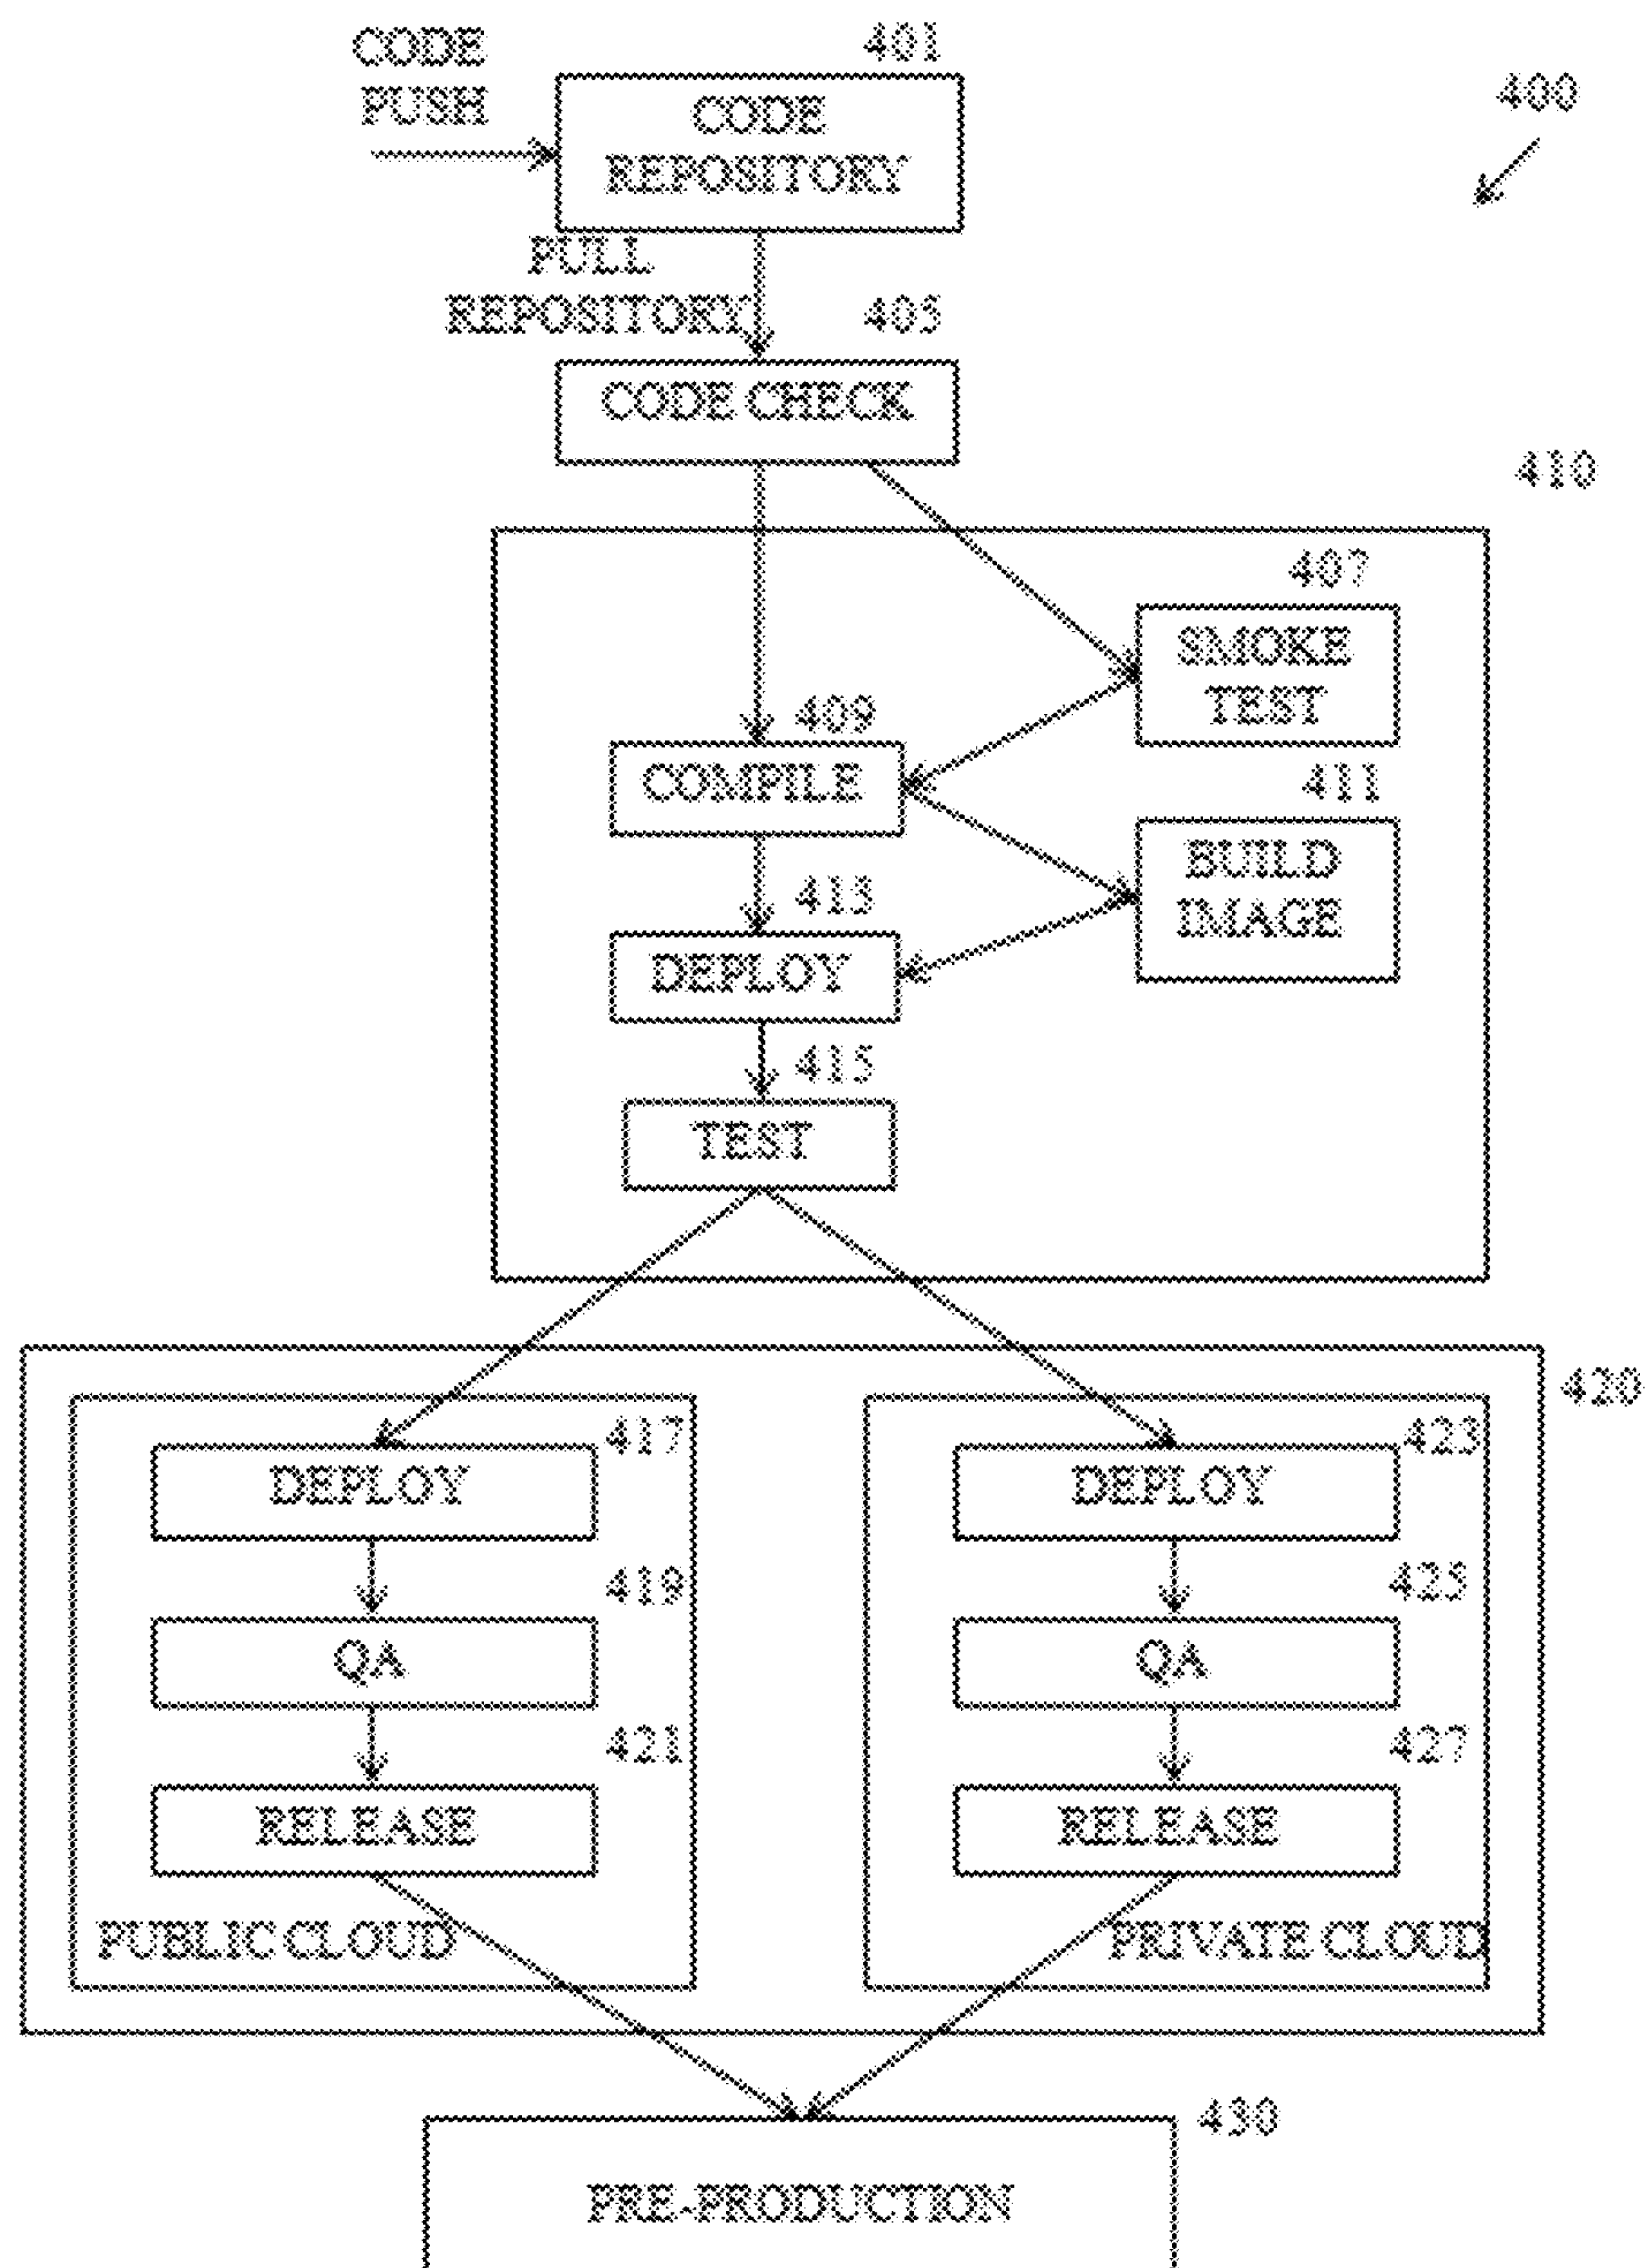 CODE
PUSH
401
CODE
REPOSITORY
400
PULL
REPOSITORY
405
CODE CHECK
410
407
SMOKE
TEST
409
COMPILE
411
BUILD
IMAGE
413
DEPLOY
415
TEST
420
417
DEPLOY
419
QA
421
RELEASE
PUBLIC CLOUD
423
DEPLOY
425
QA
427
RELEASE
PRIVATE CLOUD
430
PRE-PRODUCTION